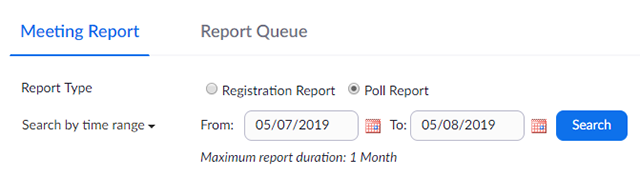 Meeting Report Report Queue
Report Type Registration Report Poll Report
Search by time range From: 05/07/2019 To: 05/08/2019 Search
Maximum report duration: 1 Month